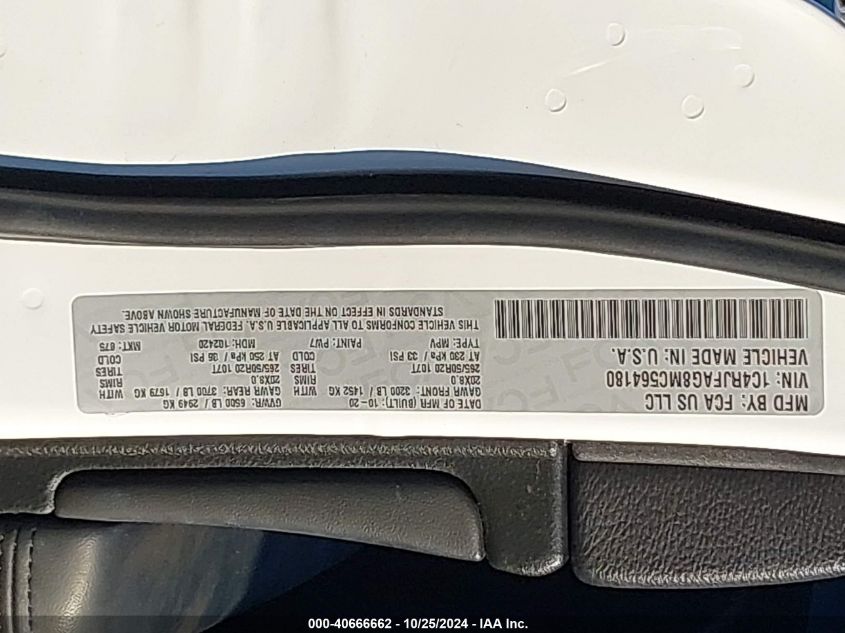 MFD BY: FCA US LLC
VIN: 1C4RJFAG8MC564180
VEHICLE MADE IN: U.S.A.
DATE OF MFR (BUILT): 10-20 GVWR: 6500 LB / 2949 KG
GAWR FRONT: 3200 LB / 1452 KG WITH GAWR REAR: 3700 LB / 1679 KG WITH
20X8.0 RIMS 20X8.0 RIMS
265/50R20 107T TIRES 265/50R20 107T TIRES
AT 230 kPa / 33 PSI COLD AT 250 kPa / 36 PSI COLD
TYPE: MPV PAINT: PW7 MDH: 102420 MKT: 675
THIS VEHICLE CONFORMS TO ALL APPLICABLE U.S.A. FEDERAL MOTOR VEHICLE SAFETY
STANDARDS IN EFFECT ON THE DATE OF MANUFACTURE SHOWN ABOVE.
000-40666662 - 10/25/2024 - IAA Inc.